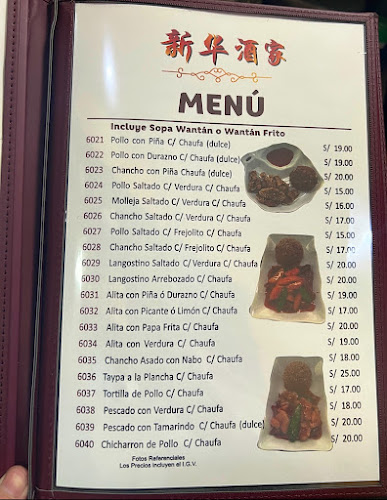 新华酒家
MENÚ
Incluye Sopa Wantán o Wantán Frito
6021 Pollo con Piña C/ Chaufa (dulce) S/ 19.00
6022 Pollo con Durazno C/ Chaufa (dulce) S/ 19.00
6023 Chancho con Piña Chaufa (dulce) S/ 20.00
6024 Pollo Saltado C/ Verdura C/ Chaufa S/ 15.00
6025 Molleja Saltado C/ Verdura C/ Chaufa S/ 16.00
6026 Chancho Saltado C/ Verdura C/ Chaufa S/ 17.00
6027 Pollo Saltado C/ Frejolito C/ Chaufa S/ 15.00
6028 Chancho Saltado C/ Frejolito C/ Chaufa S/ 17.00
6029 Langostino Saltado C/ Verdura C/ Chaufa S/ 20.00
6030 Langostino Arrebozado C/ Chaufa S/ 20.00
6031 Alita con Piña ó Durazno C/ Chaufa S/ 19.00
6032 Alita con Picante ó Limón C/ Chaufa S/ 17.00
6033 Alita con Papa Frita C/ Chaufa S/ 20.00
6034 Alita con Verdura C/ Chaufa S/ 19.00
6035 Chancho Asado con Nabo C/ Chaufa S/ 18.00
6036 Taypa a la Plancha C/ Chaufa S/ 25.00
6037 Tortilla de Pollo C/ Chaufa S/ 17.00
6038 Pescado con Verdura C/ Chaufa S/ 18.00
6039 Pescado con Tamarindo C/ Chaufa (dulce) S/ 20.00
6040 Chicharron de Pollo C/ Chaufa S/ 20.00
Fotos Referenciales
Los Precios incluyen el I.G.V.